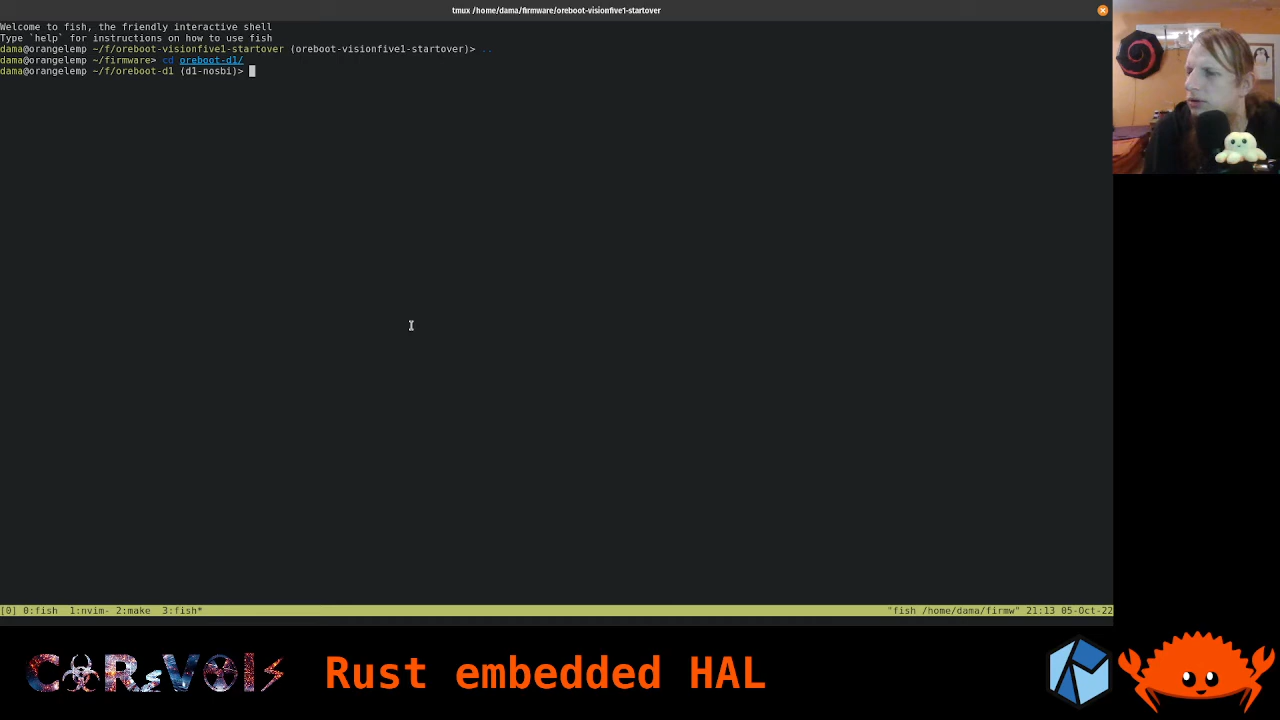 tmux /home/dama/firmware/oreboot-visionfive1-startover
Welcome to fish, the friendly interactive shell
Type `help` for instructions on how to use fish
dama@orangelemp ~/f/oreboot-visionfive1-startover (oreboot-visionfive1-startover)> ..
dama@orangelemp ~/firmware> cd oreboot-d1/
dama@orangelemp ~/f/oreboot-d1 (d1-nosbi)>
[0] 0:fish  1:nvim- 2:make  3:fish*
"fish /home/dama/firmw" 21:13 05-Oct-22
Rust embedded HAL